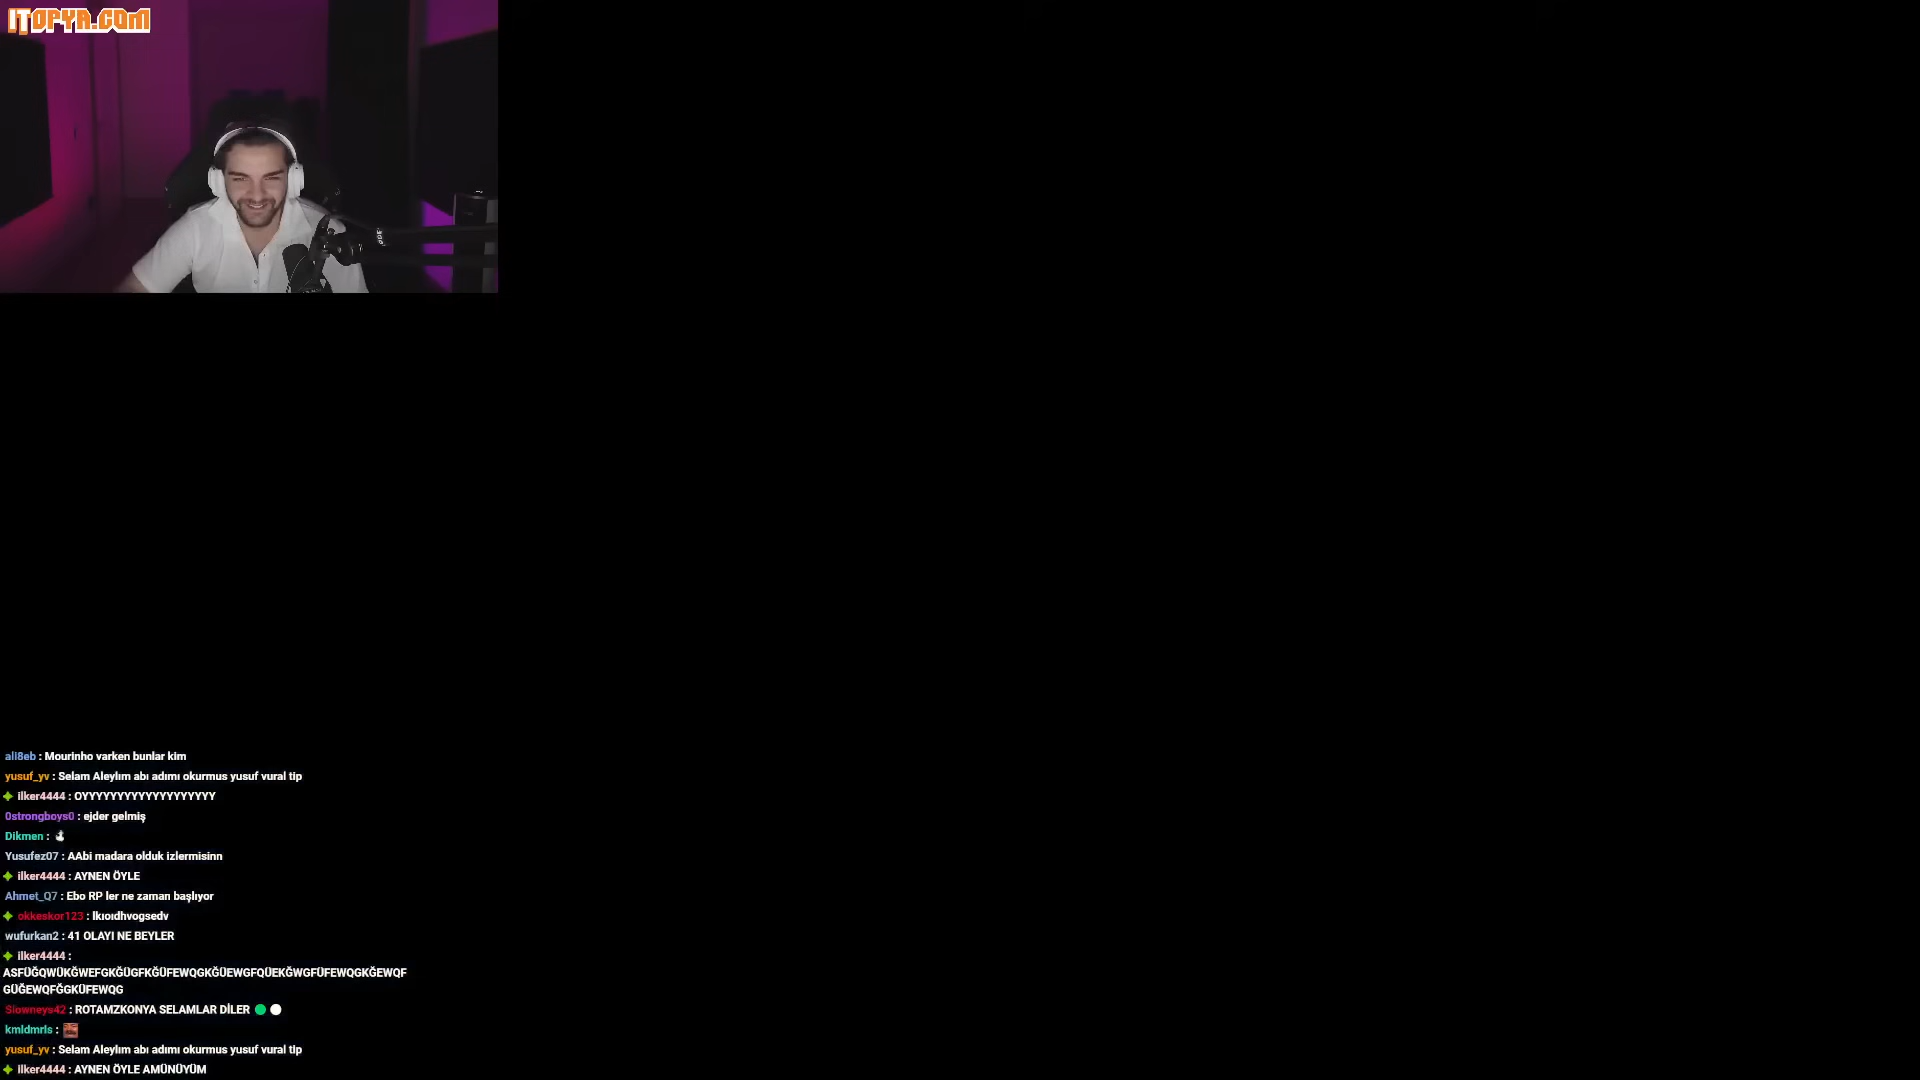 ITOPYA.COM
ali8eb : Mourinho varken bunlar kim
yusuf_yv : Selam Aleylım abı adımı okurmus yusuf vural tip
ilker4444 : OYYYYYYYYYYYYYYYYYYY
0strongboys0 : ejder gelmiş
Dikmen :
Yusufez07 : AAbi madara olduk izlermisinn
ilker4444 : AYNEN ÖYLE
Ahmet_Q7 : Ebo RP ler ne zaman başlıyor
okkeskor123 : lkıoıdhvogsedv
wufurkan2 : 41 OLAYI NE BEYLER
ilker4444 :
ASFÜĞQWÜKĞWEFGKĞÜGFKĞÜFEWQGKĞÜEWGFQÜEKĞWGFÜFEWQGKĞEWQF
GÜĞEWQFĞGKÜFEWQG
Slowneys42 : ROTAMZKONYA SELAMLAR DİLER
kmldmrls :
yusuf_yv : Selam Aleylım abı adımı okurmus yusuf vural tip
ilker4444 : AYNEN ÖYLE AMÜNÜYÜM